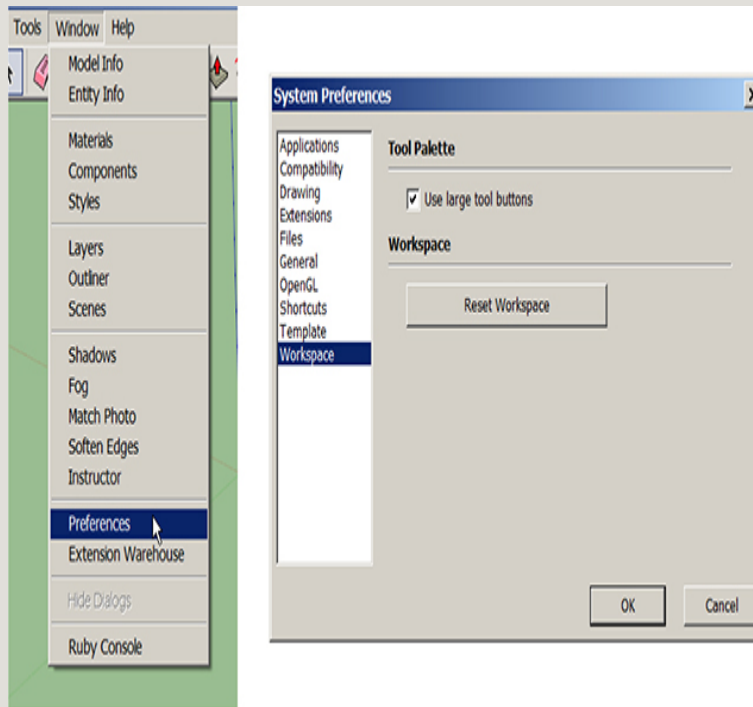 Tools Window Help
Model Info
Entity Info
Materials
Components
Styles
Layers
Outliner
Scenes
Shadows
Fog
Match Photo
Soften Edges
Instructor
Preferences
Extension Warehouse
Hide Dialogs
Ruby Console
System Preferences
Applications
Compatibility
Drawing
Extensions
Files
General
OpenGL
Shortcuts
Template
Workspace
Tool Palette
Use large tool buttons
Workspace
Reset Workspace
OK Cancel